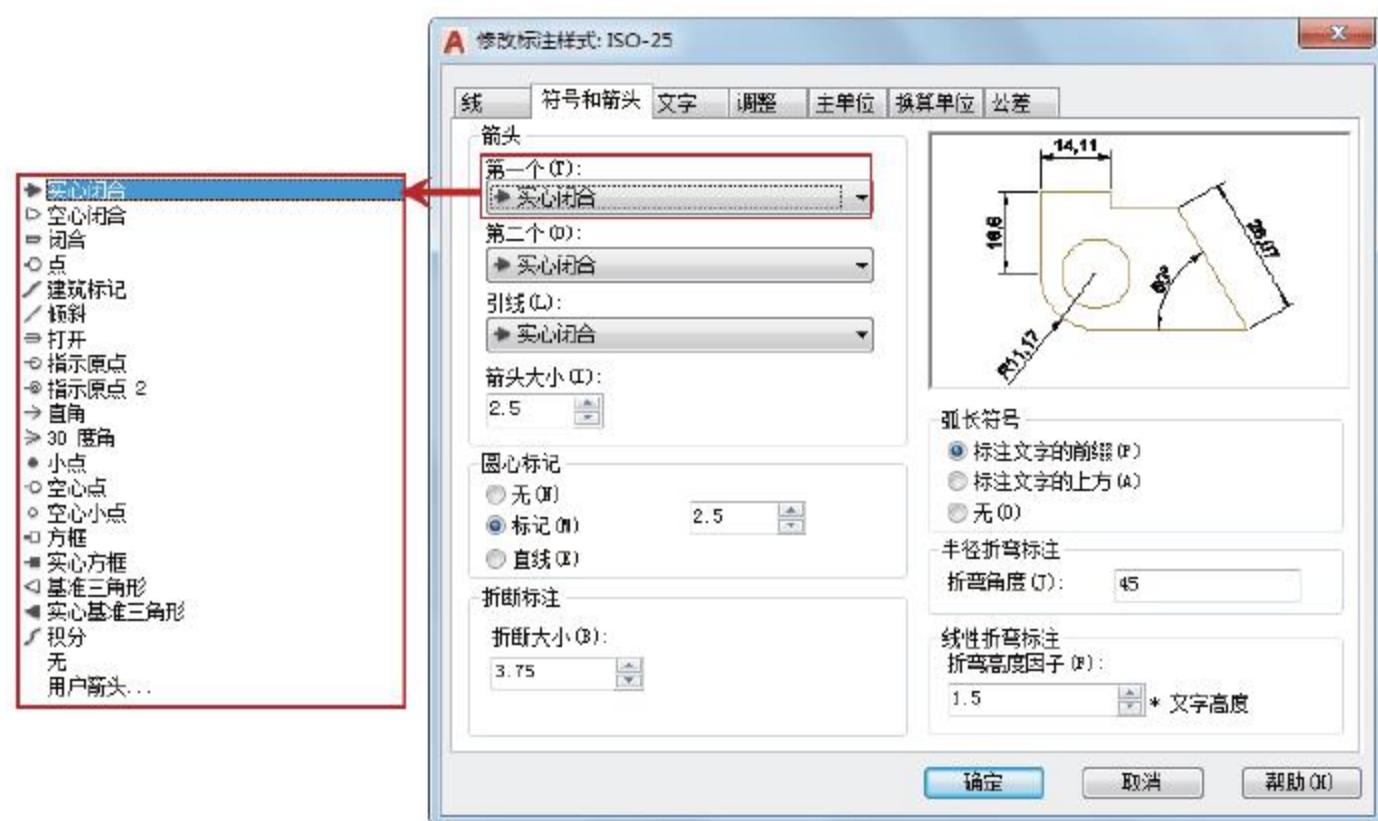 修改标注样式: ISO-25
线
符号和箭头
文字
调整
主单位
换算单位
公差
箭头
第一个(T):
实心闭合
第二个(D):
实心闭合
引线(L):
实心闭合
箭头大小(I):
2.5
圆心标记
无(N)
标记(M)
2.5
直线(E)
折断标注
折断大小(B):
3.75
14,11
16,6
28,07
R11,17
弧长符号
标注文字的前缀(P)
标注文字的上方(A)
无(O)
半径折弯标注
折弯角度(J):
45
线性折弯标注
折弯高度因子(F):
1.5
* 文字高度
确定
取消
帮助(H)
实心闭合
空心闭合
闭合
点
建筑标记
倾斜
打开
指示原点
指示原点 2
直角
30 度角
小点
空心点
空心小点
方框
实心方框
基准三角形
实心基准三角形
积分
无
用户箭头...